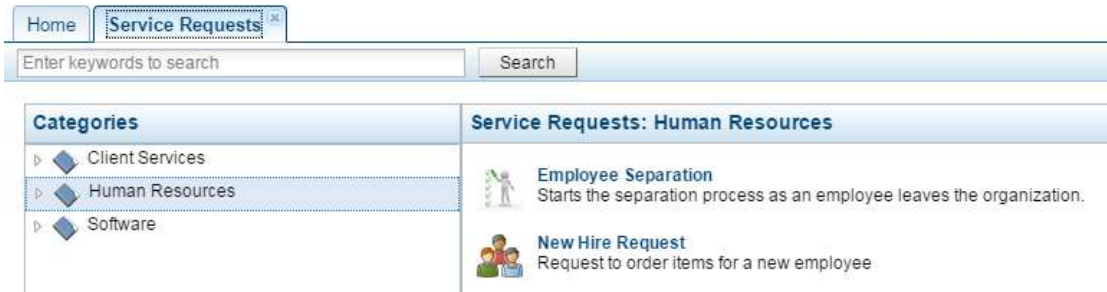 Home
Service Requests
Enter keywords to search
Search
Categories
Client Services
Human Resources
Software
Service Requests: Human Resources
Employee Separation
Starts the separation process as an employee leaves the organization.
New Hire Request
Request to order items for a new employee